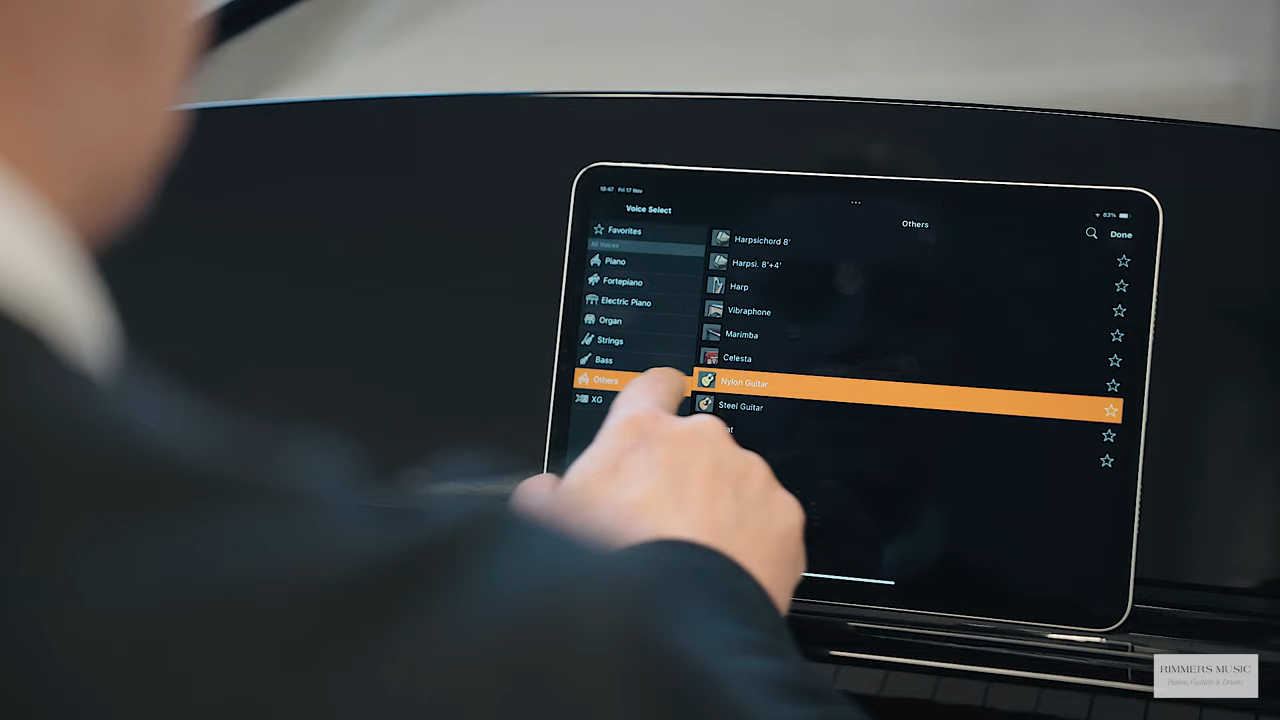 10:47 Fri 17 Nov
83%
Voice Select
Others
Done
Favorites
All Voices
Piano
Fortepiano
Electric Piano
Organ
Strings
Bass
Others
XG
Harpsichord 8'
Harpsi. 8'+4'
Harp
Vibraphone
Marimba
Celesta
Nylon Guitar
Steel Guitar
RIMMERS MUSIC
Pianos, Guitars & Drums